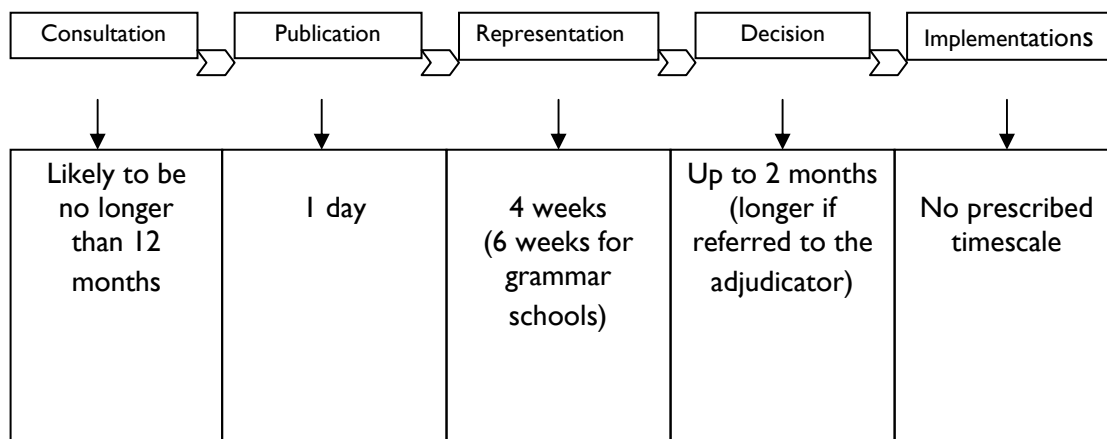 Consultation
Publication
Representation
Decision
Implementations
Likely to be
no longer
than 12
months
1 day
4 weeks
(6 weeks for
grammar
schools)
Up to 2 months
(longer if
referred to the
adjudicator)
No prescribed
timescale